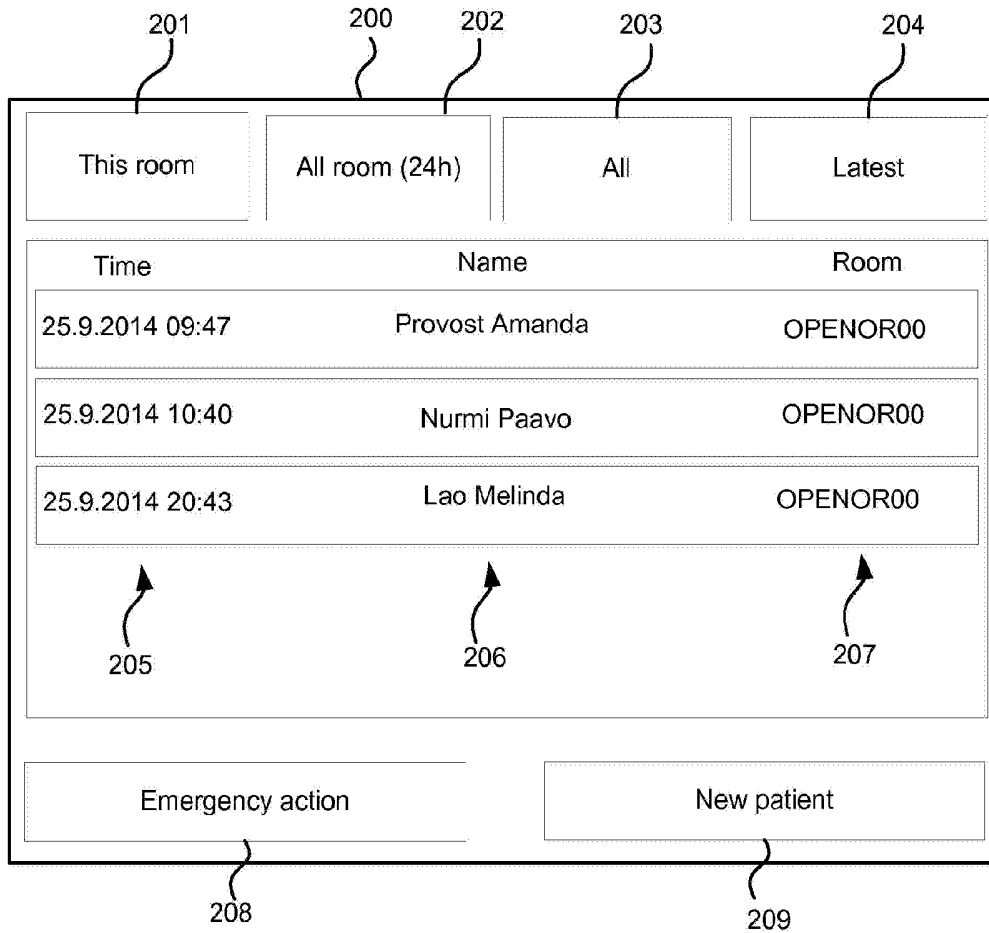 201 200 202 203 204
This room All room (24h) All Latest
Time Name Room
25.9.2014 09:47 Provost Amanda OPENOR00
25.9.2014 10:40 Nurmi Paavo OPENOR00
25.9.2014 20:43 Lao Melinda OPENOR00
205 206 207
Emergency action New patient
208 209